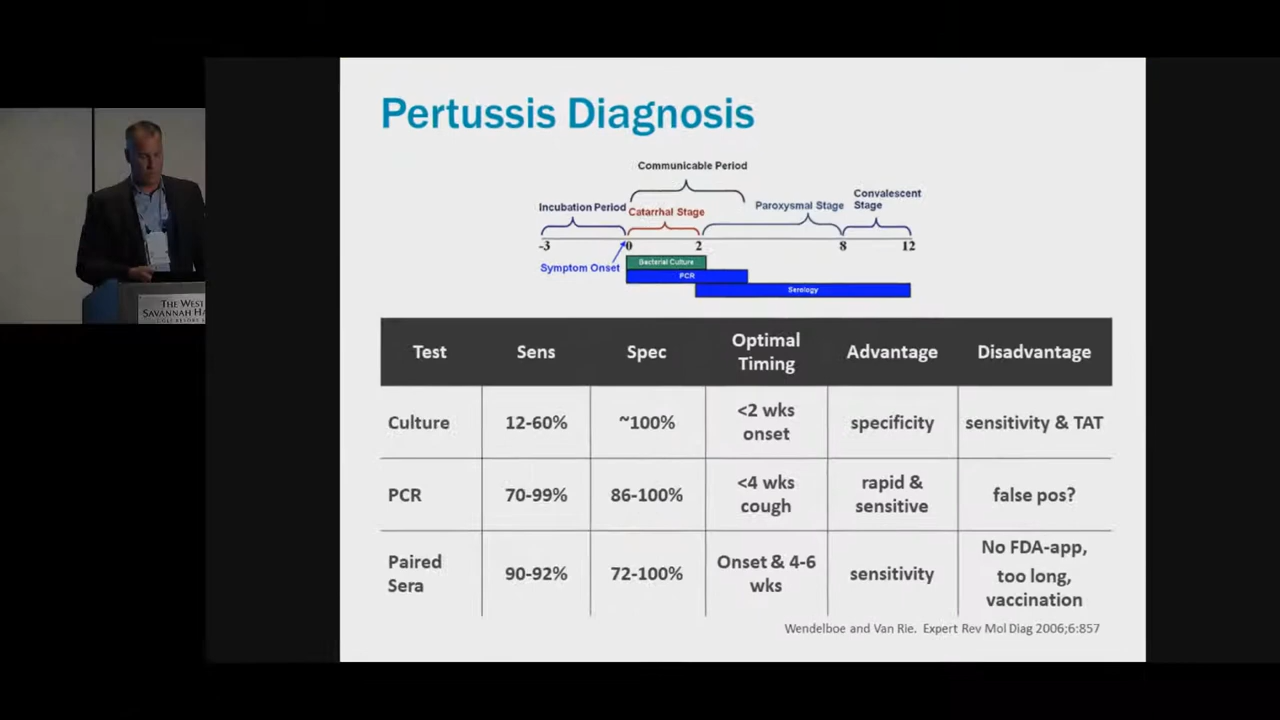 Pertussis Diagnosis
Communicable Period
Incubation Period
Catarrhal Stage
Paroxysmal Stage
Convalescent
Stage
-3
0
2
8
12
Symptom Onset
Bacterial Culture
PCR
Serology
Test
Sens
Spec
Optimal
Timing
Advantage
Disadvantage
Culture
12-60%
~100%
<2 wks
onset
specificity
sensitivity & TAT
PCR
70-99%
86-100%
<4 wks
cough
rapid &
sensitive
false pos?
Paired
Sera
90-92%
72-100%
Onset & 4-6
wks
sensitivity
No FDA-app,
too long,
vaccination
Wendelboe and Van Rie. Expert Rev Mol Diag 2006;6:857
THE WEST
SAVANNAH HA